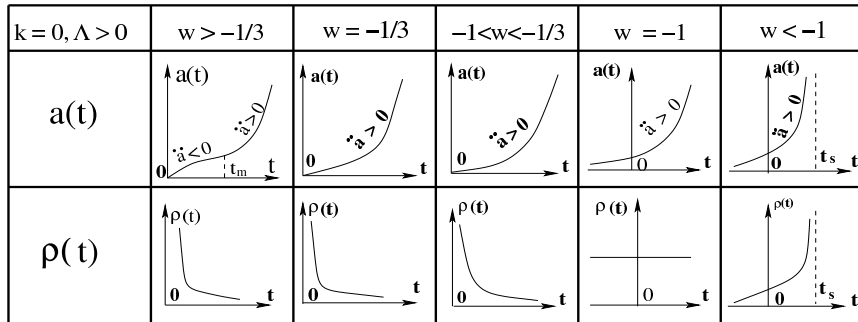 k = 0, Λ > 0
w > −1/3
w = −1/3
−1<w<−1/3
w = −1
w < −1
a(t)
a(t)
ä<0
ä>0
0
t_m
t
a(t)
ä > 0
0
t
a(t)
ä>0
0
t
a(t)
ä > 0
0
t
a(t)
ä > 0
0
t_s
t
ρ(t)
ρ(t)
0
t
ρ(t)
0
t
ρ(t)
0
t
ρ(t)
0
t
ρ(t)
0
t_s
t